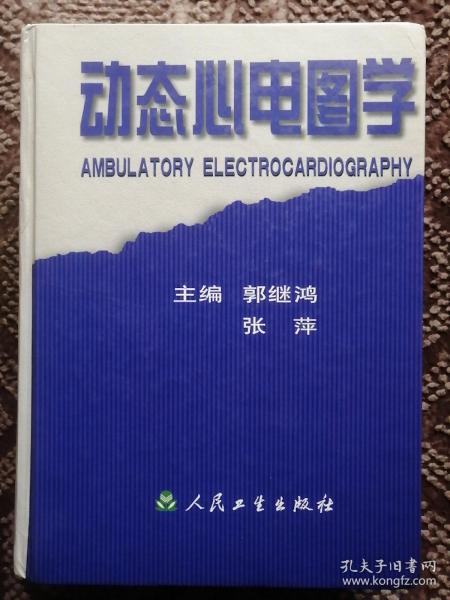 动态心电图学
AMBULATORY ELECTROCARDIOGRAPHY
主编 郭继鸿
张 萍
人民卫生出版社
孔夫子旧书网
www.kongfz.com